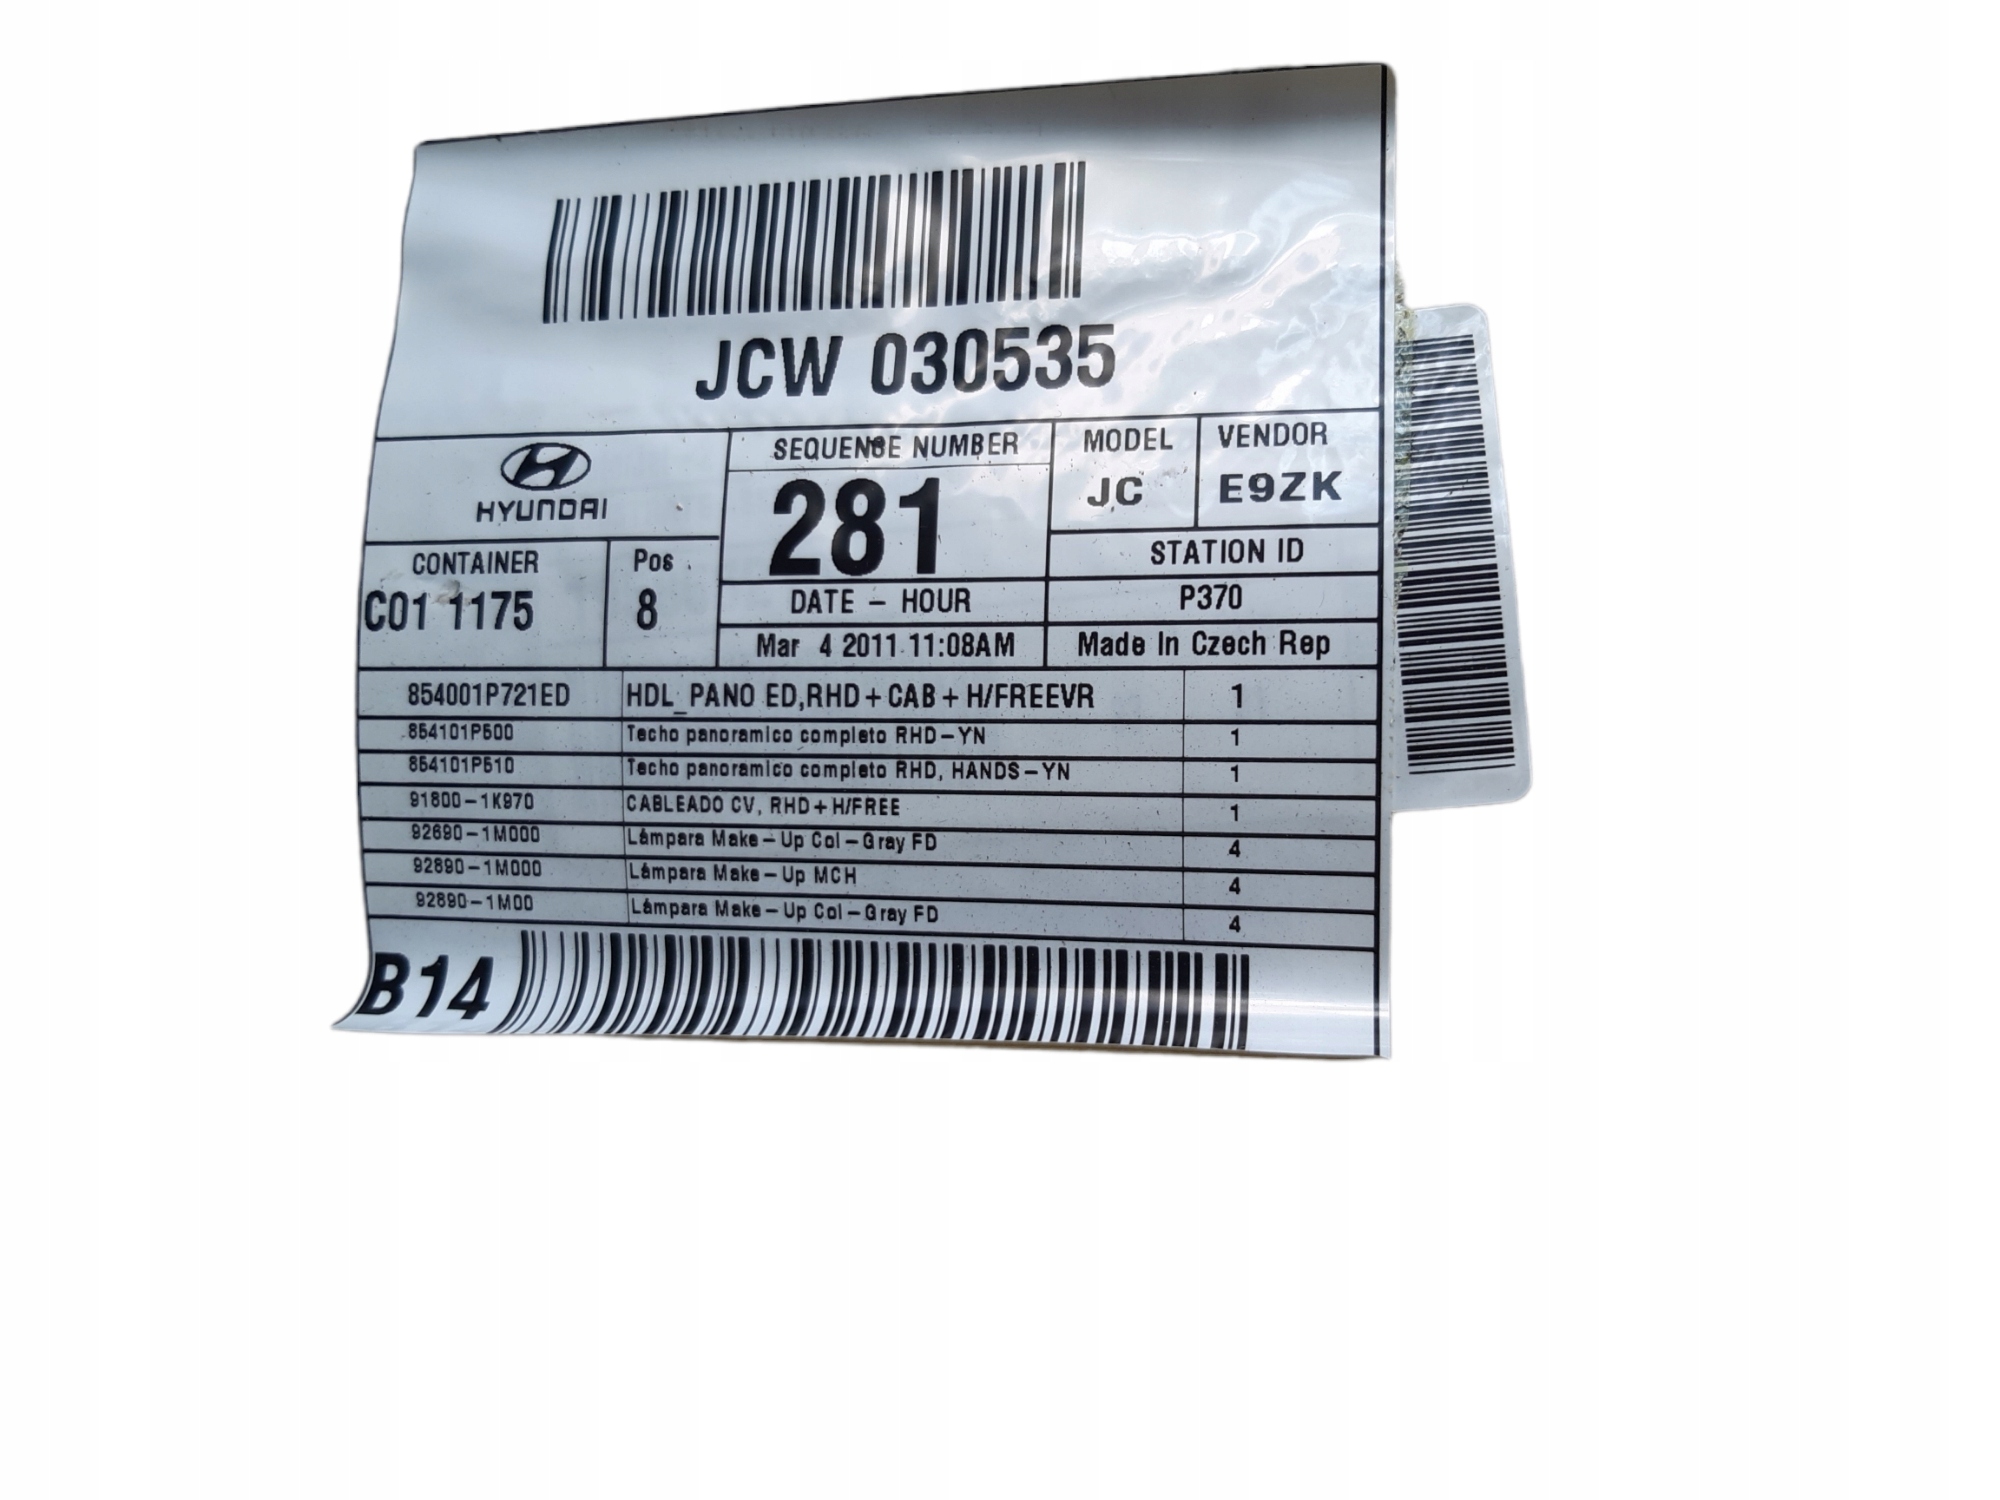 JCW 030535
HYUNDAI
SEQUENSE NUMBER
281
MODEL
JC
VENDOR
E9ZK
CONTAINER
C01 1175
Pos
8
DATE - HOUR
Mar 4 2011 11:08AM
STATION ID
P370
Made In Czech Rep
854001P721ED HDL_PANO ED,RHD+CAB+H/FREEVR 1
854101P500 Techo panoramico completo RHD-YN 1
854101P510 Techo panoramico completo RHD, HANDS-YN 1
91800-1K970 CABLEADO CV, RHD+H/FREE 1
92690-1M000 Lámpara Make-Up Col-Gray FD 4
92890-1M000 Lámpara Make-Up MCH 4
92890-1M00 Lámpara Make-Up Col-Gray FD 4
B14